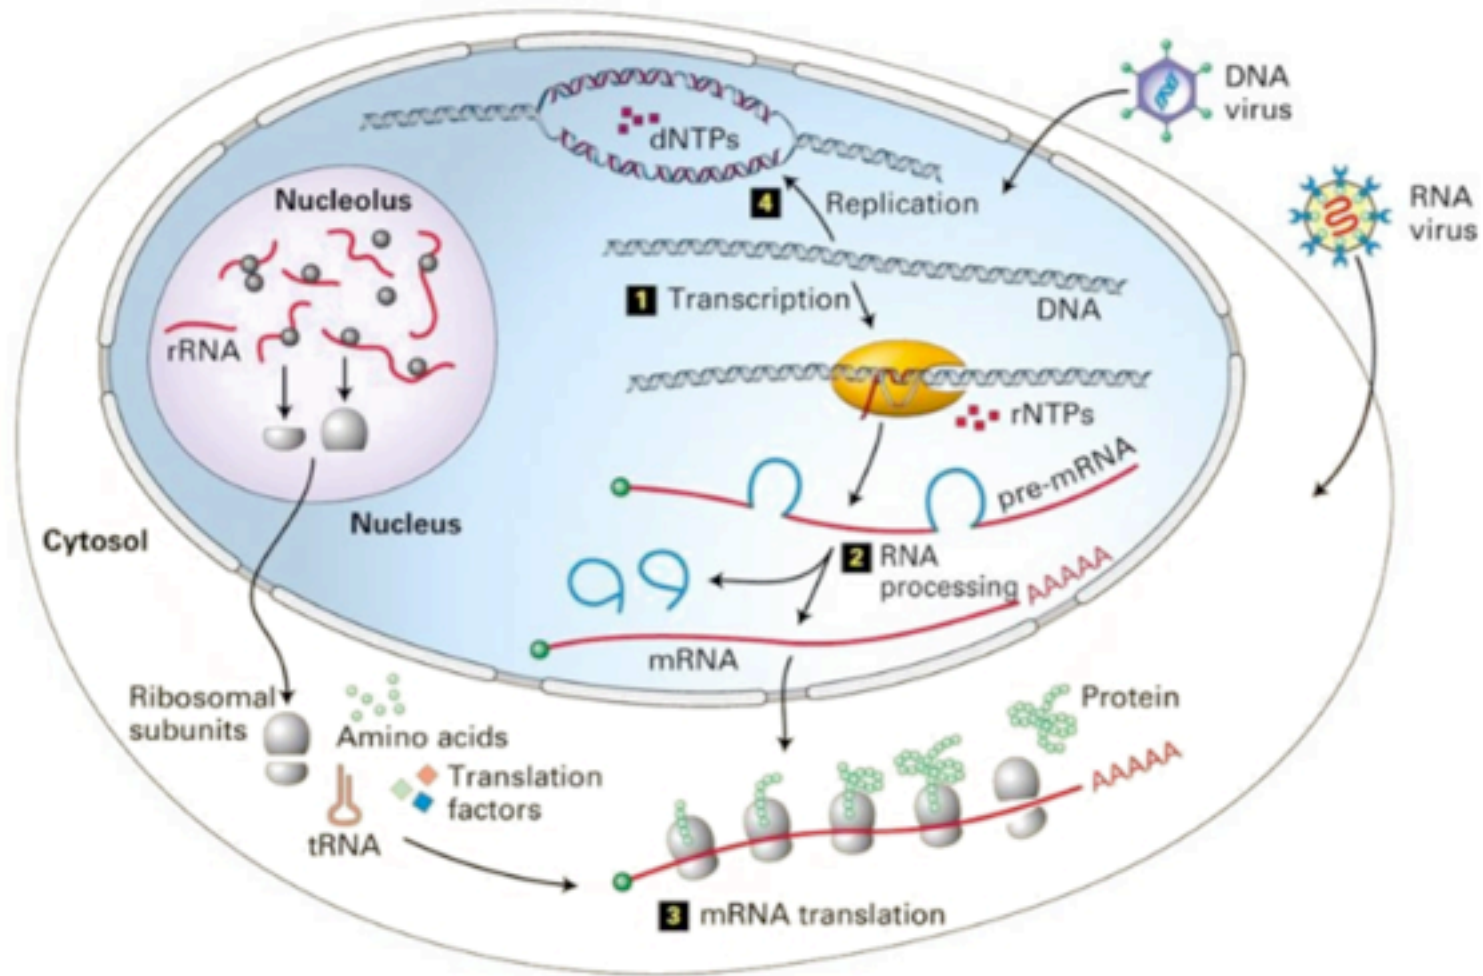 DNA
virus
RNA
virus
dNTPs
4 Replication
Nucleolus
1 Transcription
DNA
rRNA
rNTPs
pre-mRNA
Nucleus
Cytosol
2 RNA
processing
AAAAA
mRNA
Ribosomal
subunits
Amino acids
Translation
factors
tRNA
Protein
AAAAA
3 mRNA translation